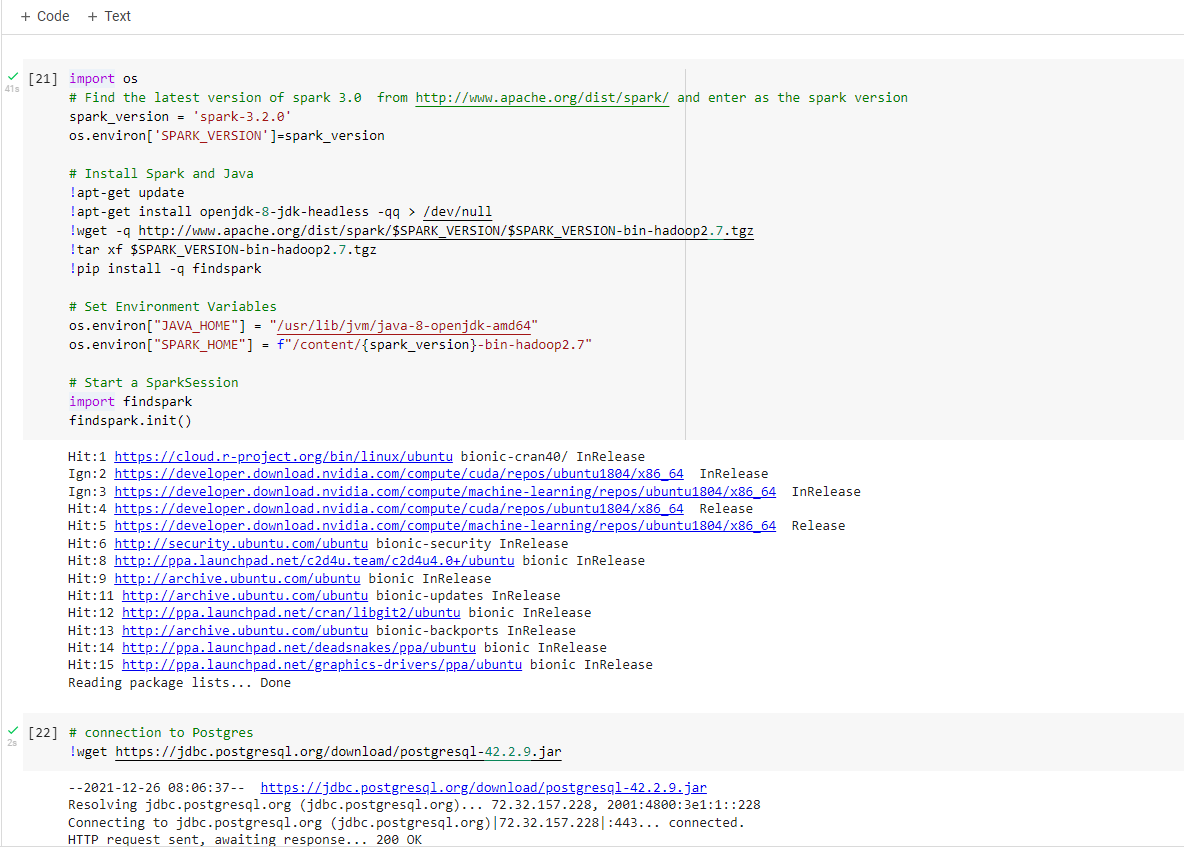 + Code + Text
[21] import os
41s
# Find the latest version of spark 3.0  from http://www.apache.org/dist/spark/ and enter as the spark version
spark_version = 'spark-3.2.0'
os.environ['SPARK_VERSION']=spark_version
# Install Spark and Java
!apt-get update
!apt-get install openjdk-8-jdk-headless -qq > /dev/null
!wget -q http://www.apache.org/dist/spark/$SPARK_VERSION/$SPARK_VERSION-bin-hadoop2.7.tgz
!tar xf $SPARK_VERSION-bin-hadoop2.7.tgz
!pip install -q findspark
# Set Environment Variables
os.environ["JAVA_HOME"] = "/usr/lib/jvm/java-8-openjdk-amd64"
os.environ["SPARK_HOME"] = f"/content/{spark_version}-bin-hadoop2.7"
# Start a SparkSession
import findspark
findspark.init()
Hit:1 https://cloud.r-project.org/bin/linux/ubuntu bionic-cran40/ InRelease
Ign:2 https://developer.download.nvidia.com/compute/cuda/repos/ubuntu1804/x86_64  InRelease
Ign:3 https://developer.download.nvidia.com/compute/machine-learning/repos/ubuntu1804/x86_64  InRelease
Hit:4 https://developer.download.nvidia.com/compute/cuda/repos/ubuntu1804/x86_64  Release
Hit:5 https://developer.download.nvidia.com/compute/machine-learning/repos/ubuntu1804/x86_64  Release
Hit:6 http://security.ubuntu.com/ubuntu bionic-security InRelease
Hit:8 http://ppa.launchpad.net/c2d4u.team/c2d4u4.0+/ubuntu bionic InRelease
Hit:9 http://archive.ubuntu.com/ubuntu bionic InRelease
Hit:11 http://archive.ubuntu.com/ubuntu bionic-updates InRelease
Hit:12 http://ppa.launchpad.net/cran/libgit2/ubuntu bionic InRelease
Hit:13 http://archive.ubuntu.com/ubuntu bionic-backports InRelease
Hit:14 http://ppa.launchpad.net/deadsnakes/ppa/ubuntu bionic InRelease
Hit:15 http://ppa.launchpad.net/graphics-drivers/ppa/ubuntu bionic InRelease
Reading package lists... Done
[22] # connection to Postgres
2s
!wget https://jdbc.postgresql.org/download/postgresql-42.2.9.jar
--2021-12-26 08:06:37--  https://jdbc.postgresql.org/download/postgresql-42.2.9.jar
Resolving jdbc.postgresql.org (jdbc.postgresql.org)... 72.32.157.228, 2001:4800:3e1:1::228
Connecting to jdbc.postgresql.org (jdbc.postgresql.org)|72.32.157.228|:443... connected.
HTTP request sent, awaiting response... 200 OK